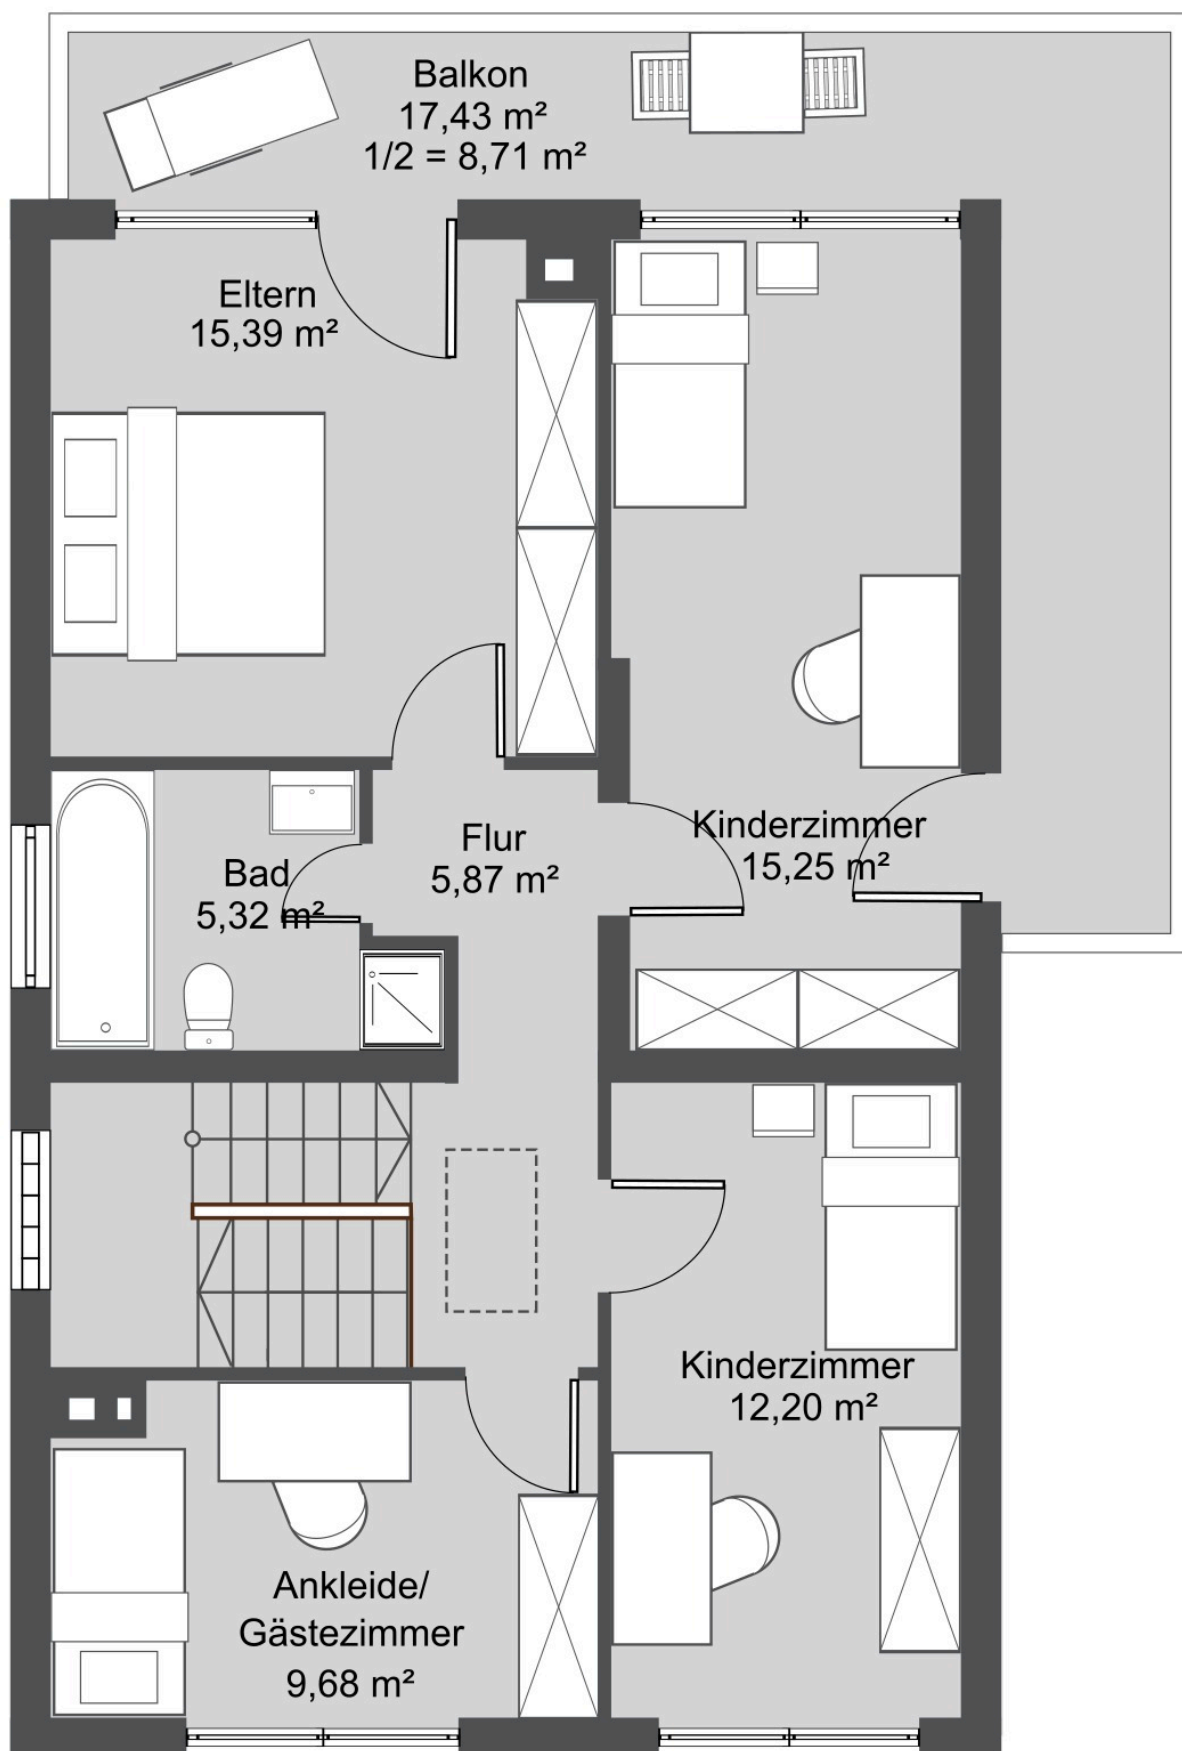 Balkon
17,43 m²
1/2 = 8,71 m²
Eltern
15,39 m²
Kinderzimmer
15,25 m²
Flur
5,87 m²
Bad
5,32 m²
Kinderzimmer
12,20 m²
Ankleide/
Gästezimmer
9,68 m²